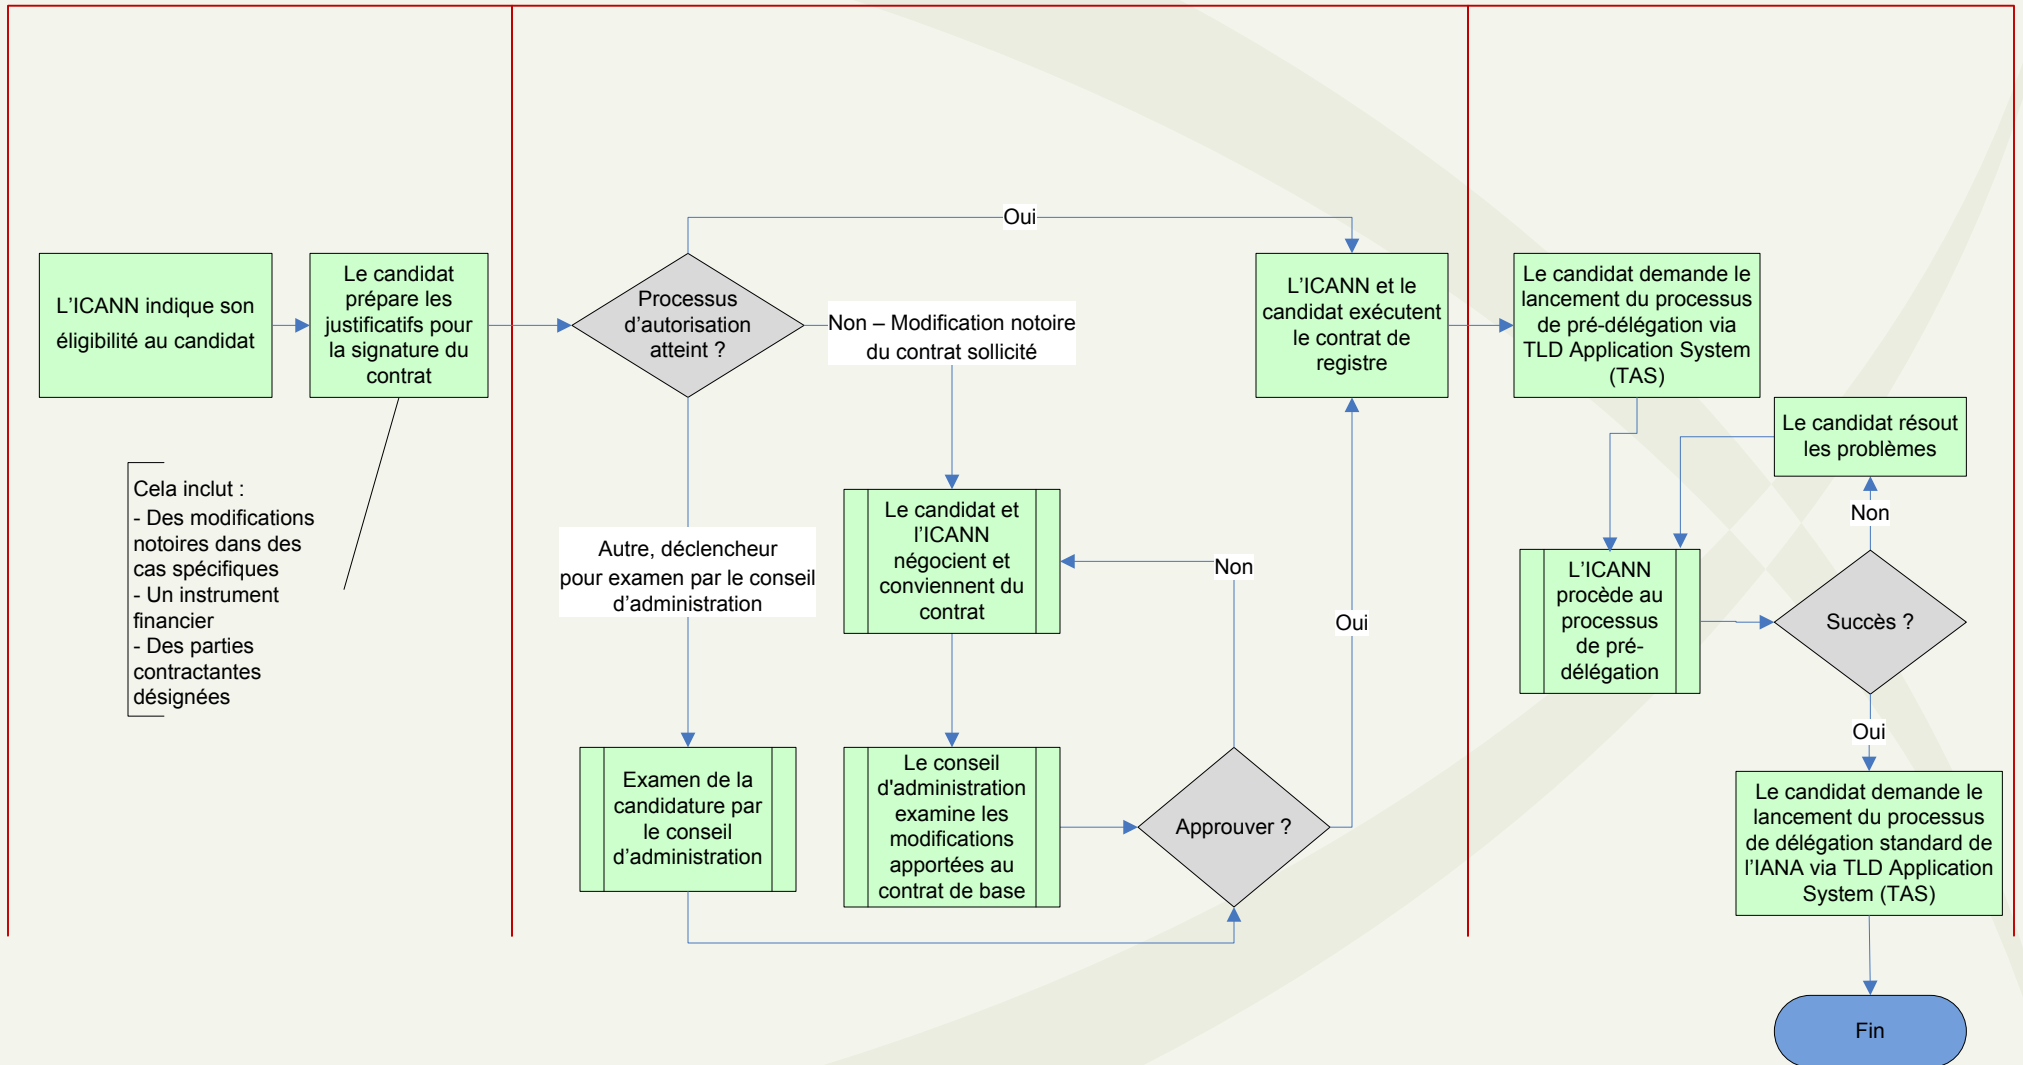 L’ICANN indique son
éligibilité au candidat
Le candidat
prépare les
justificatifs pour
la signature du
contrat
Cela inclut :
- Des modifications
notoires dans des
cas spécifiques
- Un instrument
financier
- Des parties
contractantes
désignées
Processus
d’autorisation
atteint ?
Oui
Non – Modification notoire
du contrat sollicité
Autre, déclencheur
pour examen par le conseil
d’administration
Le candidat et
l’ICANN
négocient et
conviennent du
contrat
Non
Oui
Examen de la
candidature par
le conseil
d’administration
Le conseil
d'administration
examine les
modifications
apportées au
contrat de base
Approuver ?
L’ICANN et le
candidat exécutent
le contrat de
registre
Le candidat demande le
lancement du processus
de pré-délégation via
TLD Application System
(TAS)
Le candidat résout
les problèmes
Non
L’ICANN
procède au
processus
de pré-
délégation
Succès ?
Oui
Le candidat demande le
lancement du processus
de délégation standard de
l’IANA via TLD Application
System (TAS)
Fin